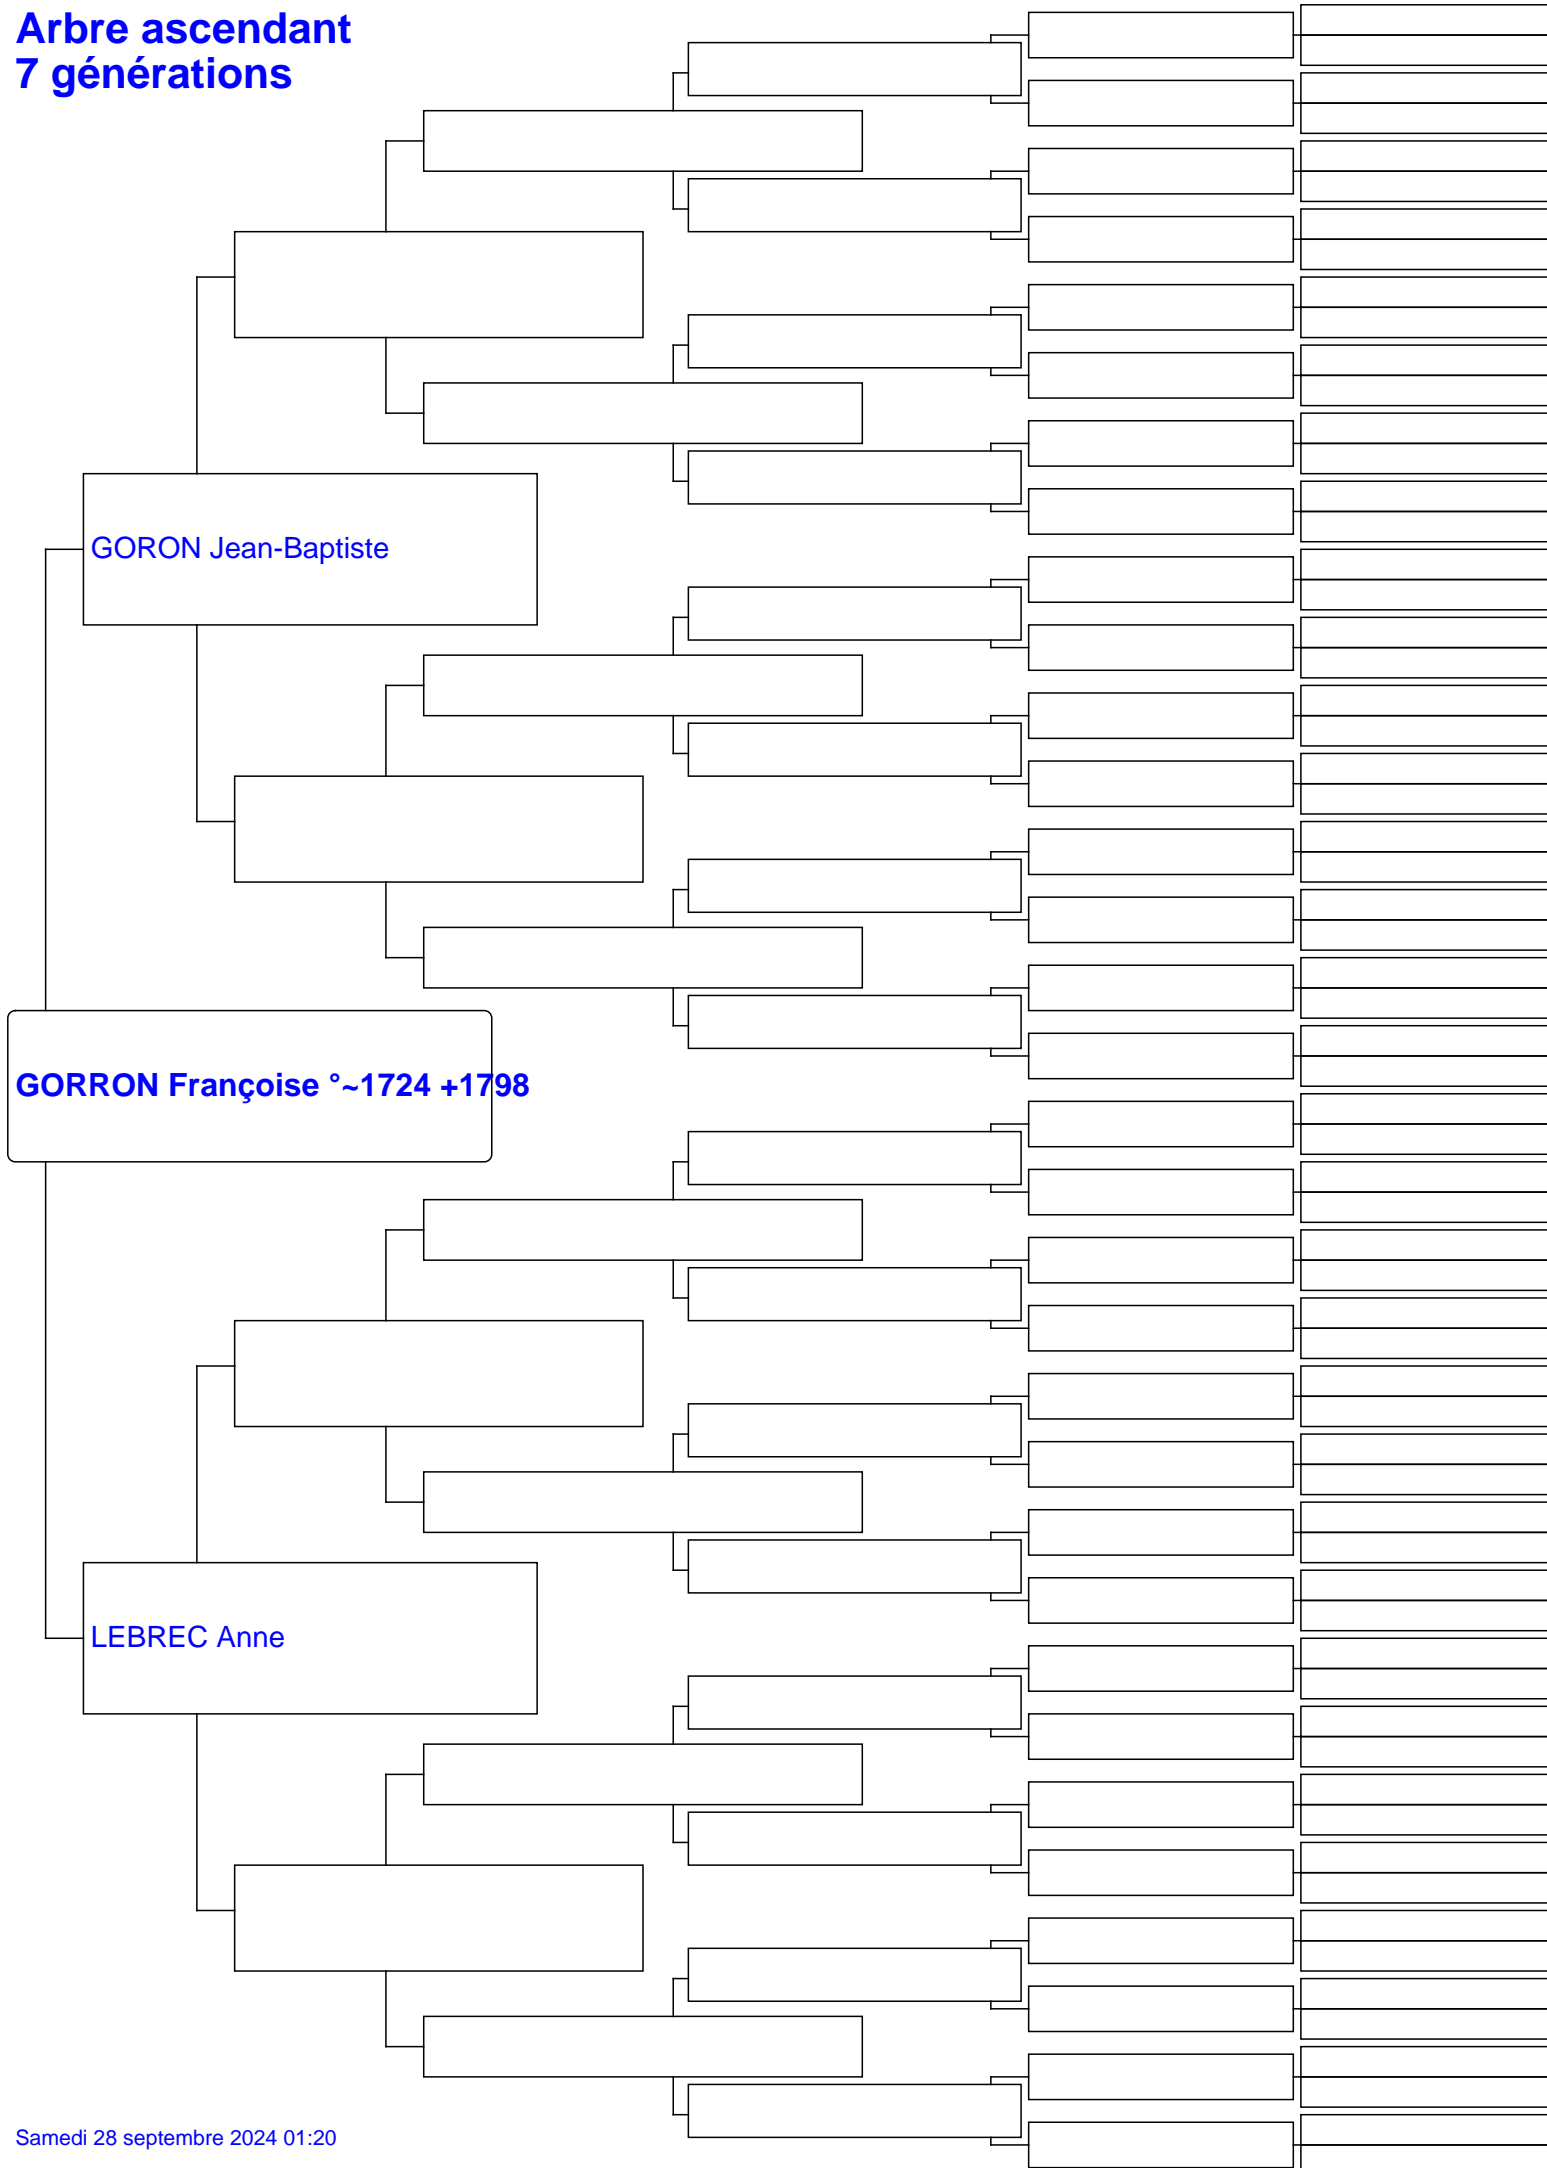 Arbre ascendant
7 générations
GORON Jean-Baptiste
GORRON Françoise °~1724 +1798
LEBREC Anne
Samedi 28 septembre 2024 01:20